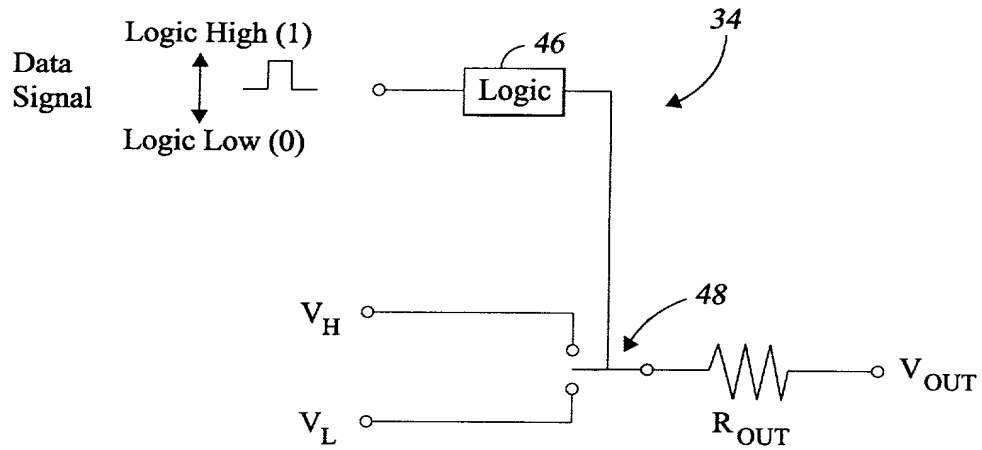 Logic High (1)
Data
Signal
Logic Low (0)
46
Logic
34
V_H
48
V_L
R_OUT
V_OUT